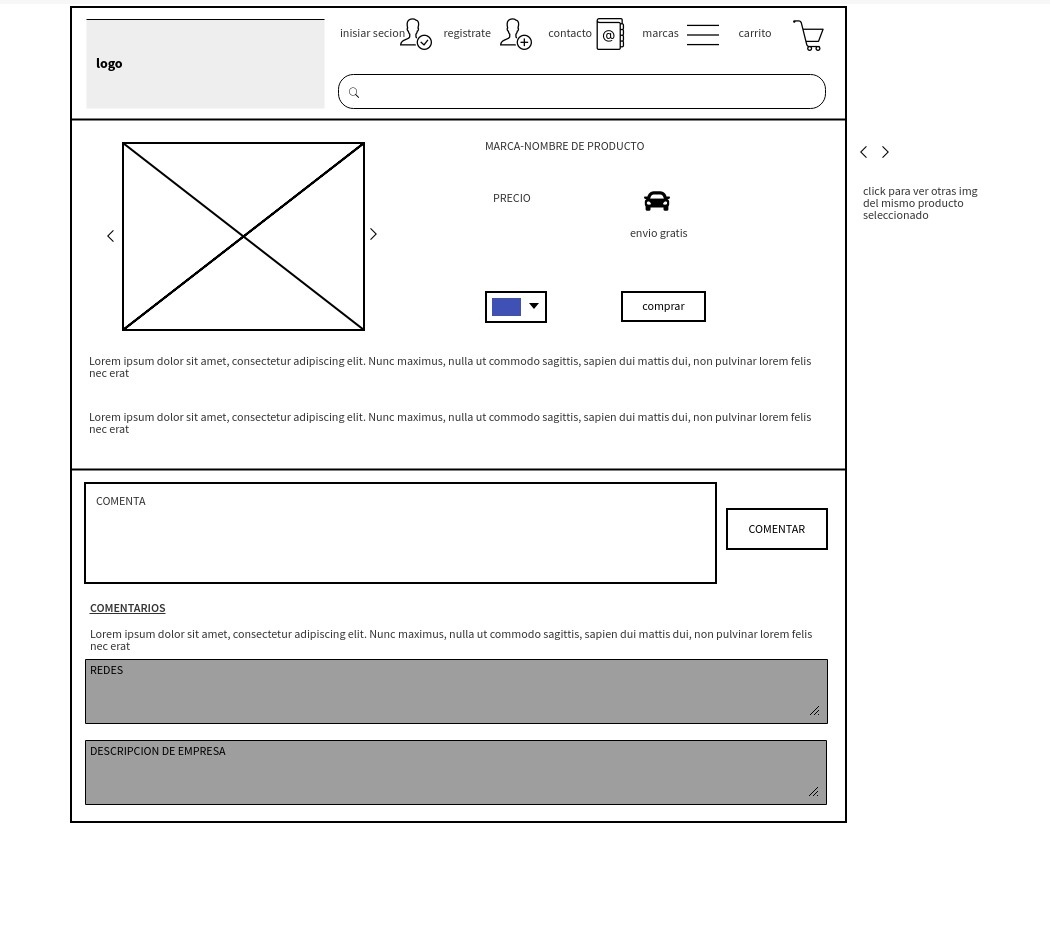 inisiar secion registrate contacto @ marcas carrito
logo
MARCA-NOMBRE DE PRODUCTO
PRECIO
envio gratis
comprar
click para ver otras img
del mismo producto
seleccionado
Lorem ipsum dolor sit amet, consectetur adipiscing elit. Nunc maximus, nulla ut commodo sagittis, sapien dui mattis dui, non pulvinar lorem felis
nec erat
Lorem ipsum dolor sit amet, consectetur adipiscing elit. Nunc maximus, nulla ut commodo sagittis, sapien dui mattis dui, non pulvinar lorem felis
nec erat
COMENTA
COMENTAR
COMENTARIOS
Lorem ipsum dolor sit amet, consectetur adipiscing elit. Nunc maximus, nulla ut commodo sagittis, sapien dui mattis dui, non pulvinar lorem felis
nec erat
REDES
DESCRIPCION DE EMPRESA